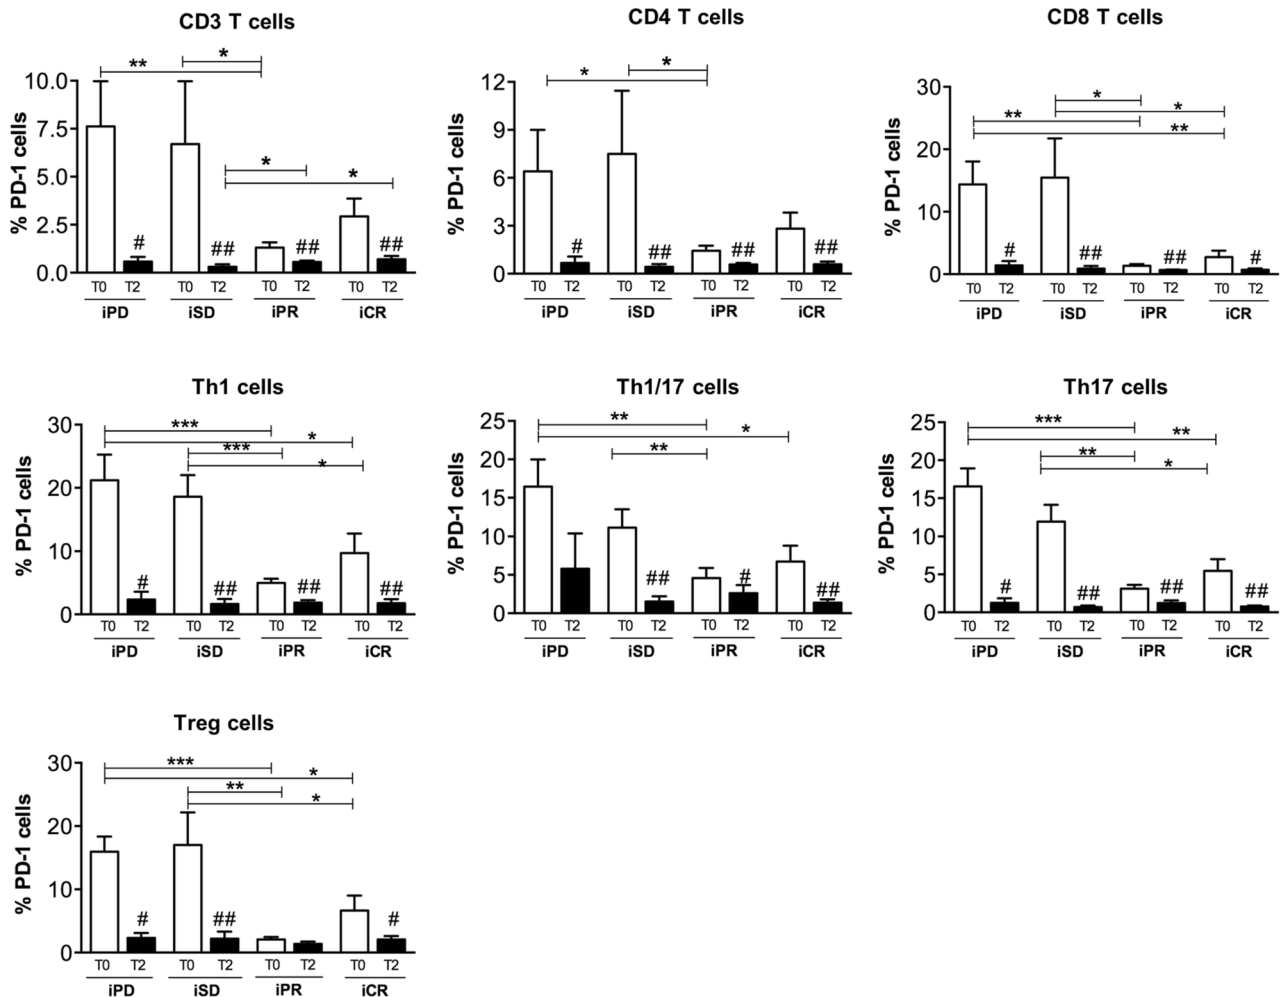 CD3 T cells
** *
10.0
7.5
5.0
2.5
0.0
% PD-1 cells
* *
# ## ## ##
T0 T2 T0 T2 T0 T2 T0 T2
iPD iSD iPR iCR
CD4 T cells
* *
12
9
6
3
0
% PD-1 cells
# ## ## ##
T0 T2 T0 T2 T0 T2 T0 T2
iPD iSD iPR iCR
CD8 T cells
* *
** **
30
20
10
0
% PD-1 cells
# ## ## #
T0 T2 T0 T2 T0 T2 T0 T2
iPD iSD iPR iCR
Th1 cells
*** *
*** *
30
20
10
0
% PD-1 cells
# ## ## ##
T0 T2 T0 T2 T0 T2 T0 T2
iPD iSD iPR iCR
Th1/17 cells
** *
**
25
20
15
10
5
0
% PD-1 cells
## # ##
T0 T2 T0 T2 T0 T2 T0 T2
iPD iSD iPR iCR
Th17 cells
*** **
** *
25
20
15
10
5
0
% PD-1 cells
# ## ## ##
T0 T2 T0 T2 T0 T2 T0 T2
iPD iSD iPR iCR
Treg cells
*** *
** *
30
20
10
0
% PD-1 cells
# ## #
T0 T2 T0 T2 T0 T2 T0 T2
iPD iSD iPR iCR